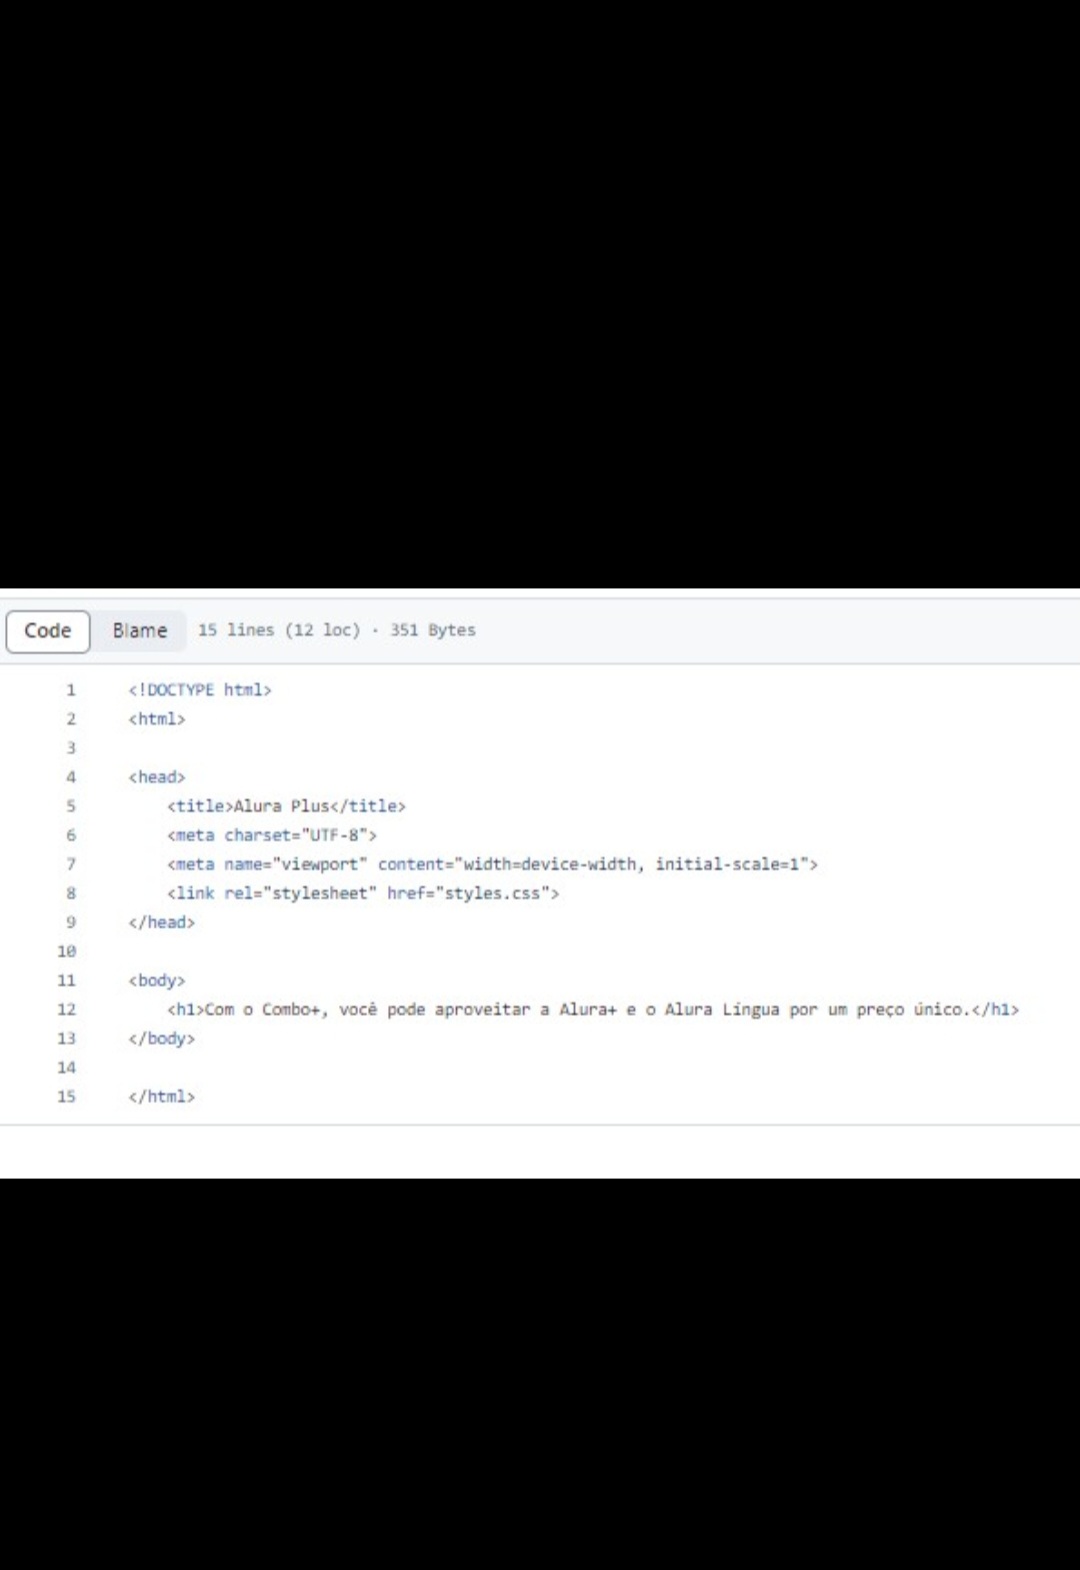 Code Blame 15 lines (12 loc) · 351 Bytes
1 <!DOCTYPE html>
2 <html>
3
4 <head>
5     <title>Alura Plus</title>
6     <meta charset="UTF-8">
7     <meta name="viewport" content="width=device-width, initial-scale=1">
8     <link rel="stylesheet" href="styles.css">
9 </head>
10
11 <body>
12     <h1>Com o Combo+, você pode aproveitar a Alura+ e o Alura Língua por um preço único.</h1>
13 </body>
14
15 </html>